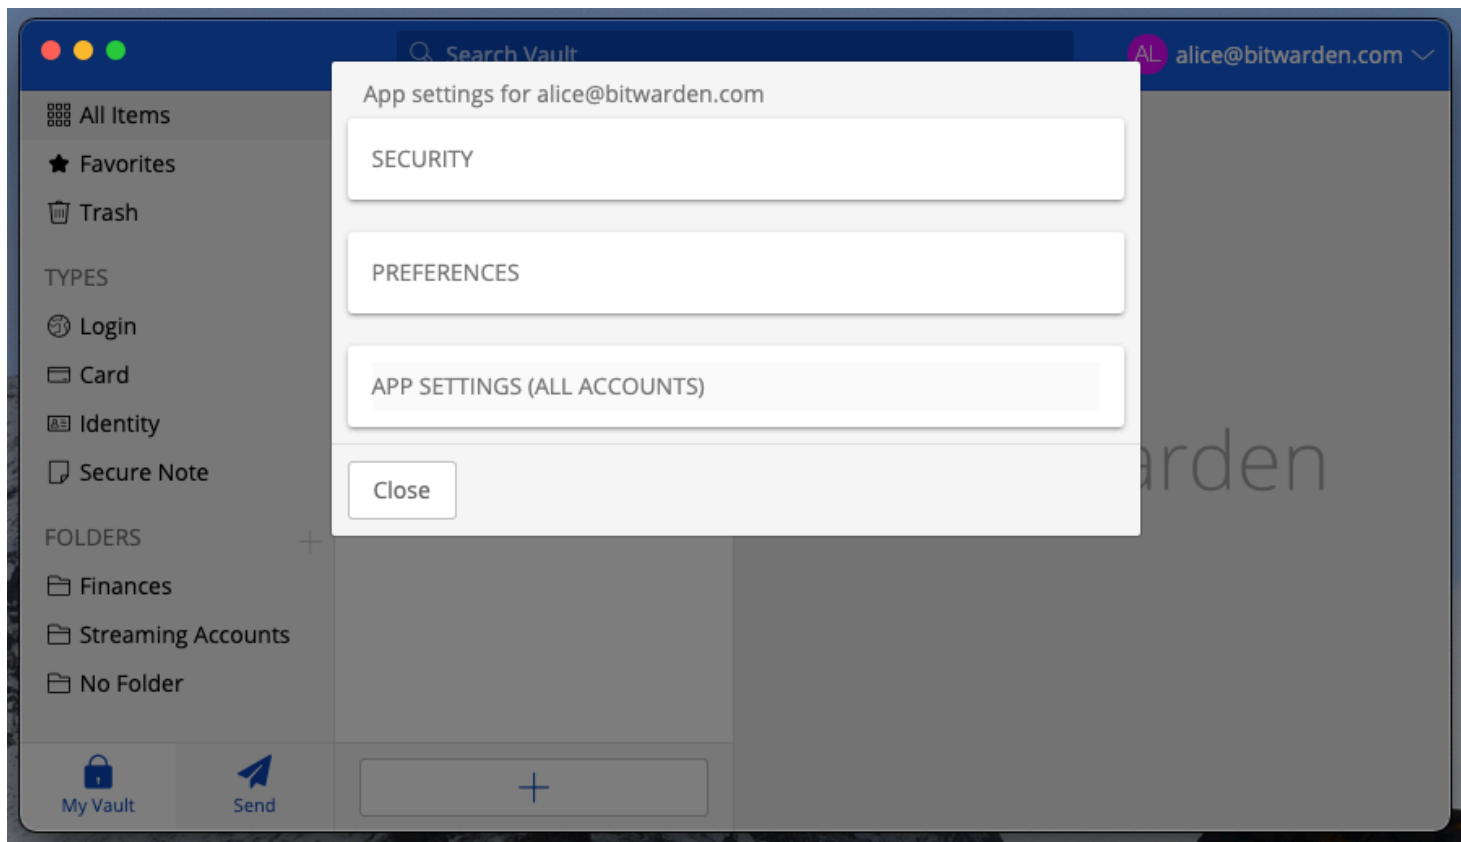 Search Vault
AL alice@bitwarden.com
App settings for alice@bitwarden.com
SECURITY
PREFERENCES
APP SETTINGS (ALL ACCOUNTS)
Close
All Items
Favorites
Trash
TYPES
Login
Card
Identity
Secure Note
FOLDERS
Finances
Streaming Accounts
No Folder
My Vault
Send
arden